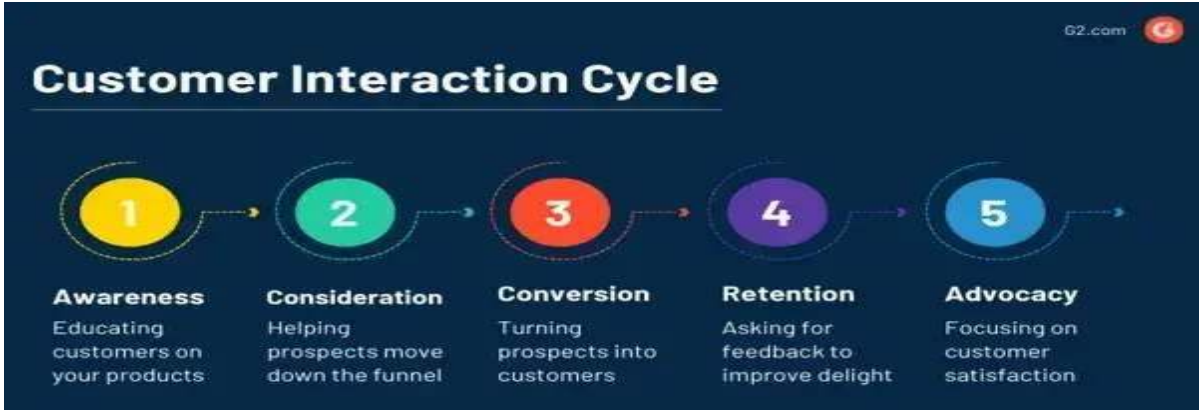 G2.com
Customer Interaction Cycle
1
2
3
4
5
Awareness
Educating
customers on
your products
Consideration
Helping
prospects move
down the funnel
Conversion
Turning
prospects into
customers
Retention
Asking for
feedback to
improve delight
Advocacy
Focusing on
customer
satisfaction